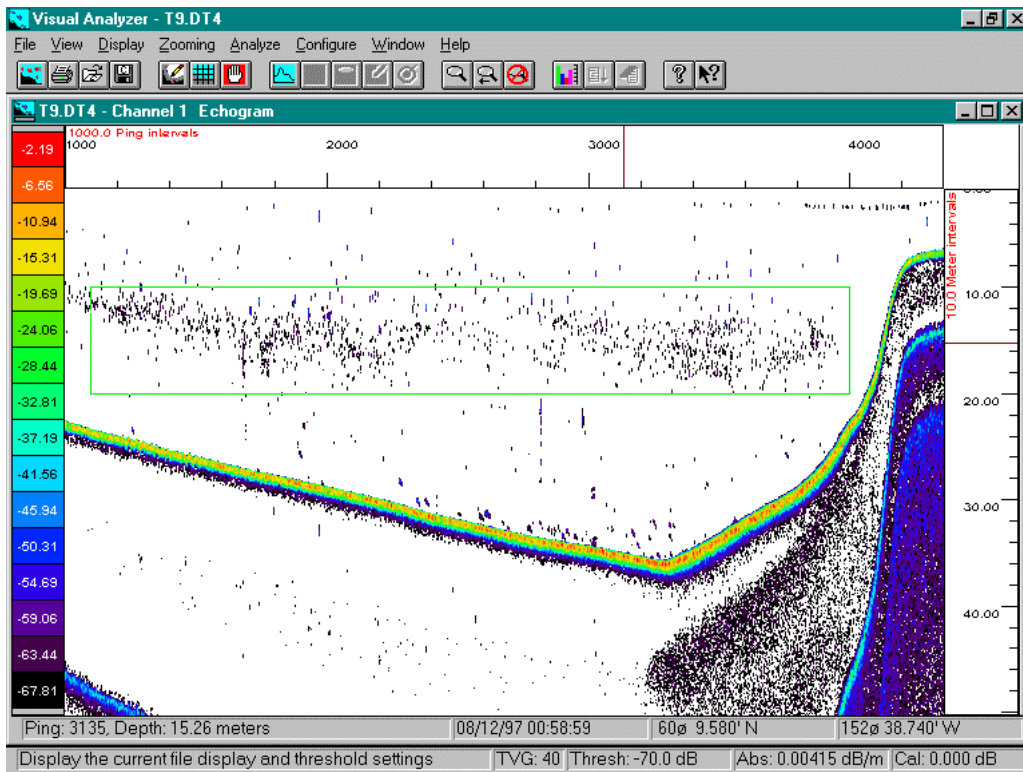 Visual Analyzer - T9.DT4
File View Display Zooming Analyze Configure Window Help
T9.DT4 - Channel 1 Echogram
1000.0 Ping intervals
1000 2000 3000 4000
-2.19
-6.56
-10.94
-15.31
-19.69
-24.06
-28.44
-32.81
-37.19
-41.56
-45.94
-50.31
-54.69
-59.06
-63.44
-67.81
10.0 Meter intervals
10.00
20.00
30.00
40.00
Ping: 3135, Depth: 15.26 meters 08/12/97 00:58:59 60ø 9.580' N 152ø 38.740' W
Display the current file display and threshold settings TVG: 40 Thresh: -70.0 dB Abs: 0.00415 dB/m Cal: 0.000 dB